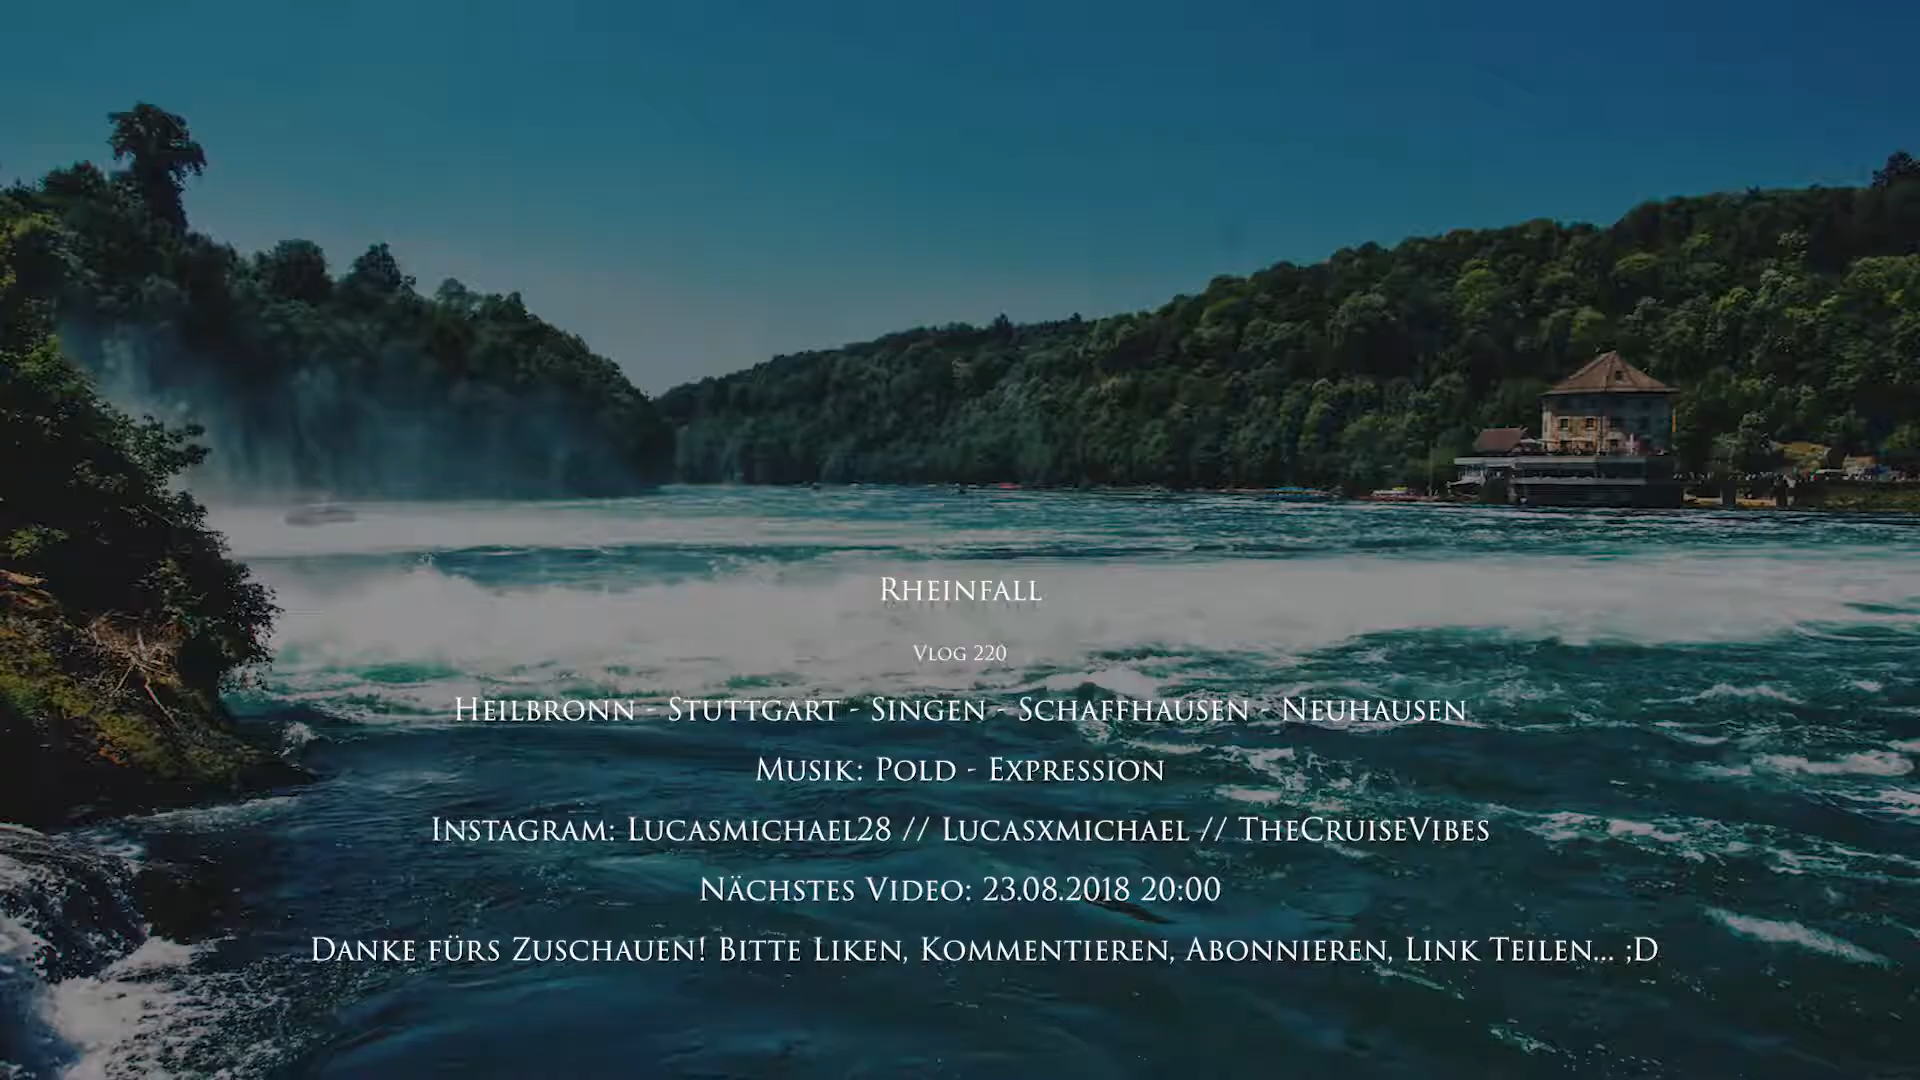 Rheinfall
Vlog 220
Heilbronn - Stuttgart - Singen - Schaffhausen - Neuhausen
Musik: Pold - Expression
Instagram: Lucasmichael28 // Lucasxmichael // TheCruiseVibes
Nächstes Video: 23.08.2018 20:00
Danke fürs Zuschauen! Bitte Liken, Kommentieren, Abonnieren, Link Teilen... ;D